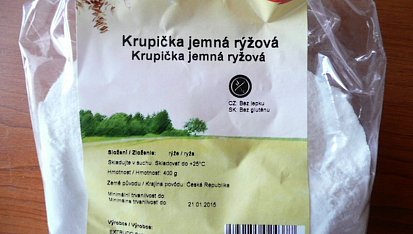 Krupička jemná rýžová
Krupička jemná ryžová
CZ: Bez lepku
SK: Bez gluténu
Složení / Zloženie: rýže / ryža
Skladujte v suchu. Skladovať do +25°C
Hmotnost / Hmotnosť: 400 g
Země původu / Krajina povôdu: Česká Republika
Minimální trvanlivost do:
Minimálna trvanlivosť do: 21.01.2015
Výrobce / Výrobca: